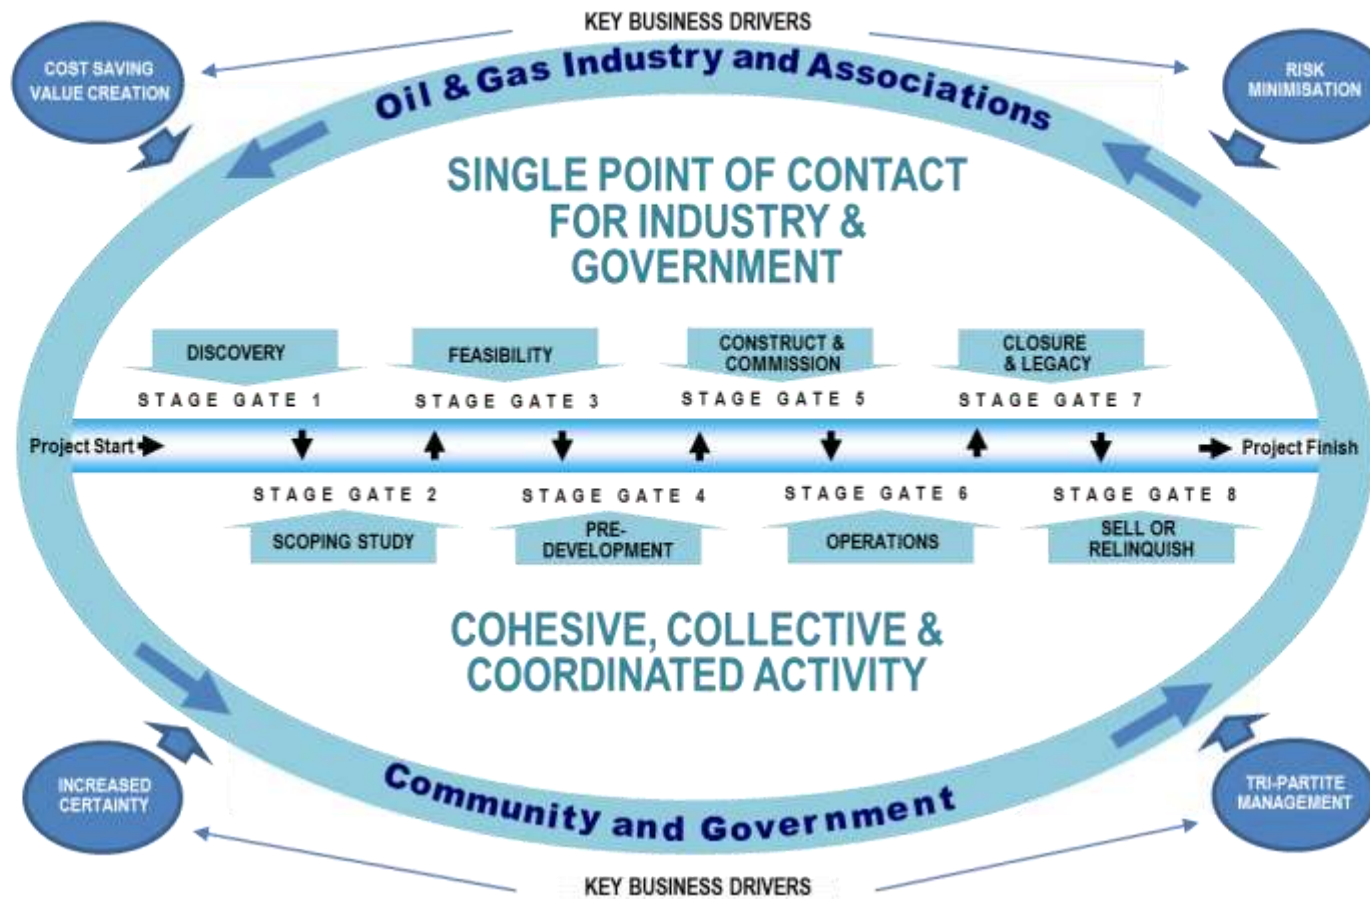 KEY BUSINESS DRIVERS
COST SAVING
VALUE CREATION
RISK
MINIMISATION
Oil & Gas Industry and Associations
SINGLE POINT OF CONTACT
FOR INDUSTRY &
GOVERNMENT
DISCOVERY
FEASIBILITY
CONSTRUCT &
COMMISSION
CLOSURE
& LEGACY
STAGE GATE 1
STAGE GATE 3
STAGE GATE 5
STAGE GATE 7
Project Start
Project Finish
STAGE GATE 2
STAGE GATE 4
STAGE GATE 6
STAGE GATE 8
SCOPING STUDY
PRE-
DEVELOPMENT
OPERATIONS
SELL OR
RELINQUISH
COHESIVE, COLLECTIVE &
COORDINATED ACTIVITY
INCREASED
CERTAINTY
TRI-PARTITE
MANAGEMENT
Community and Government
KEY BUSINESS DRIVERS